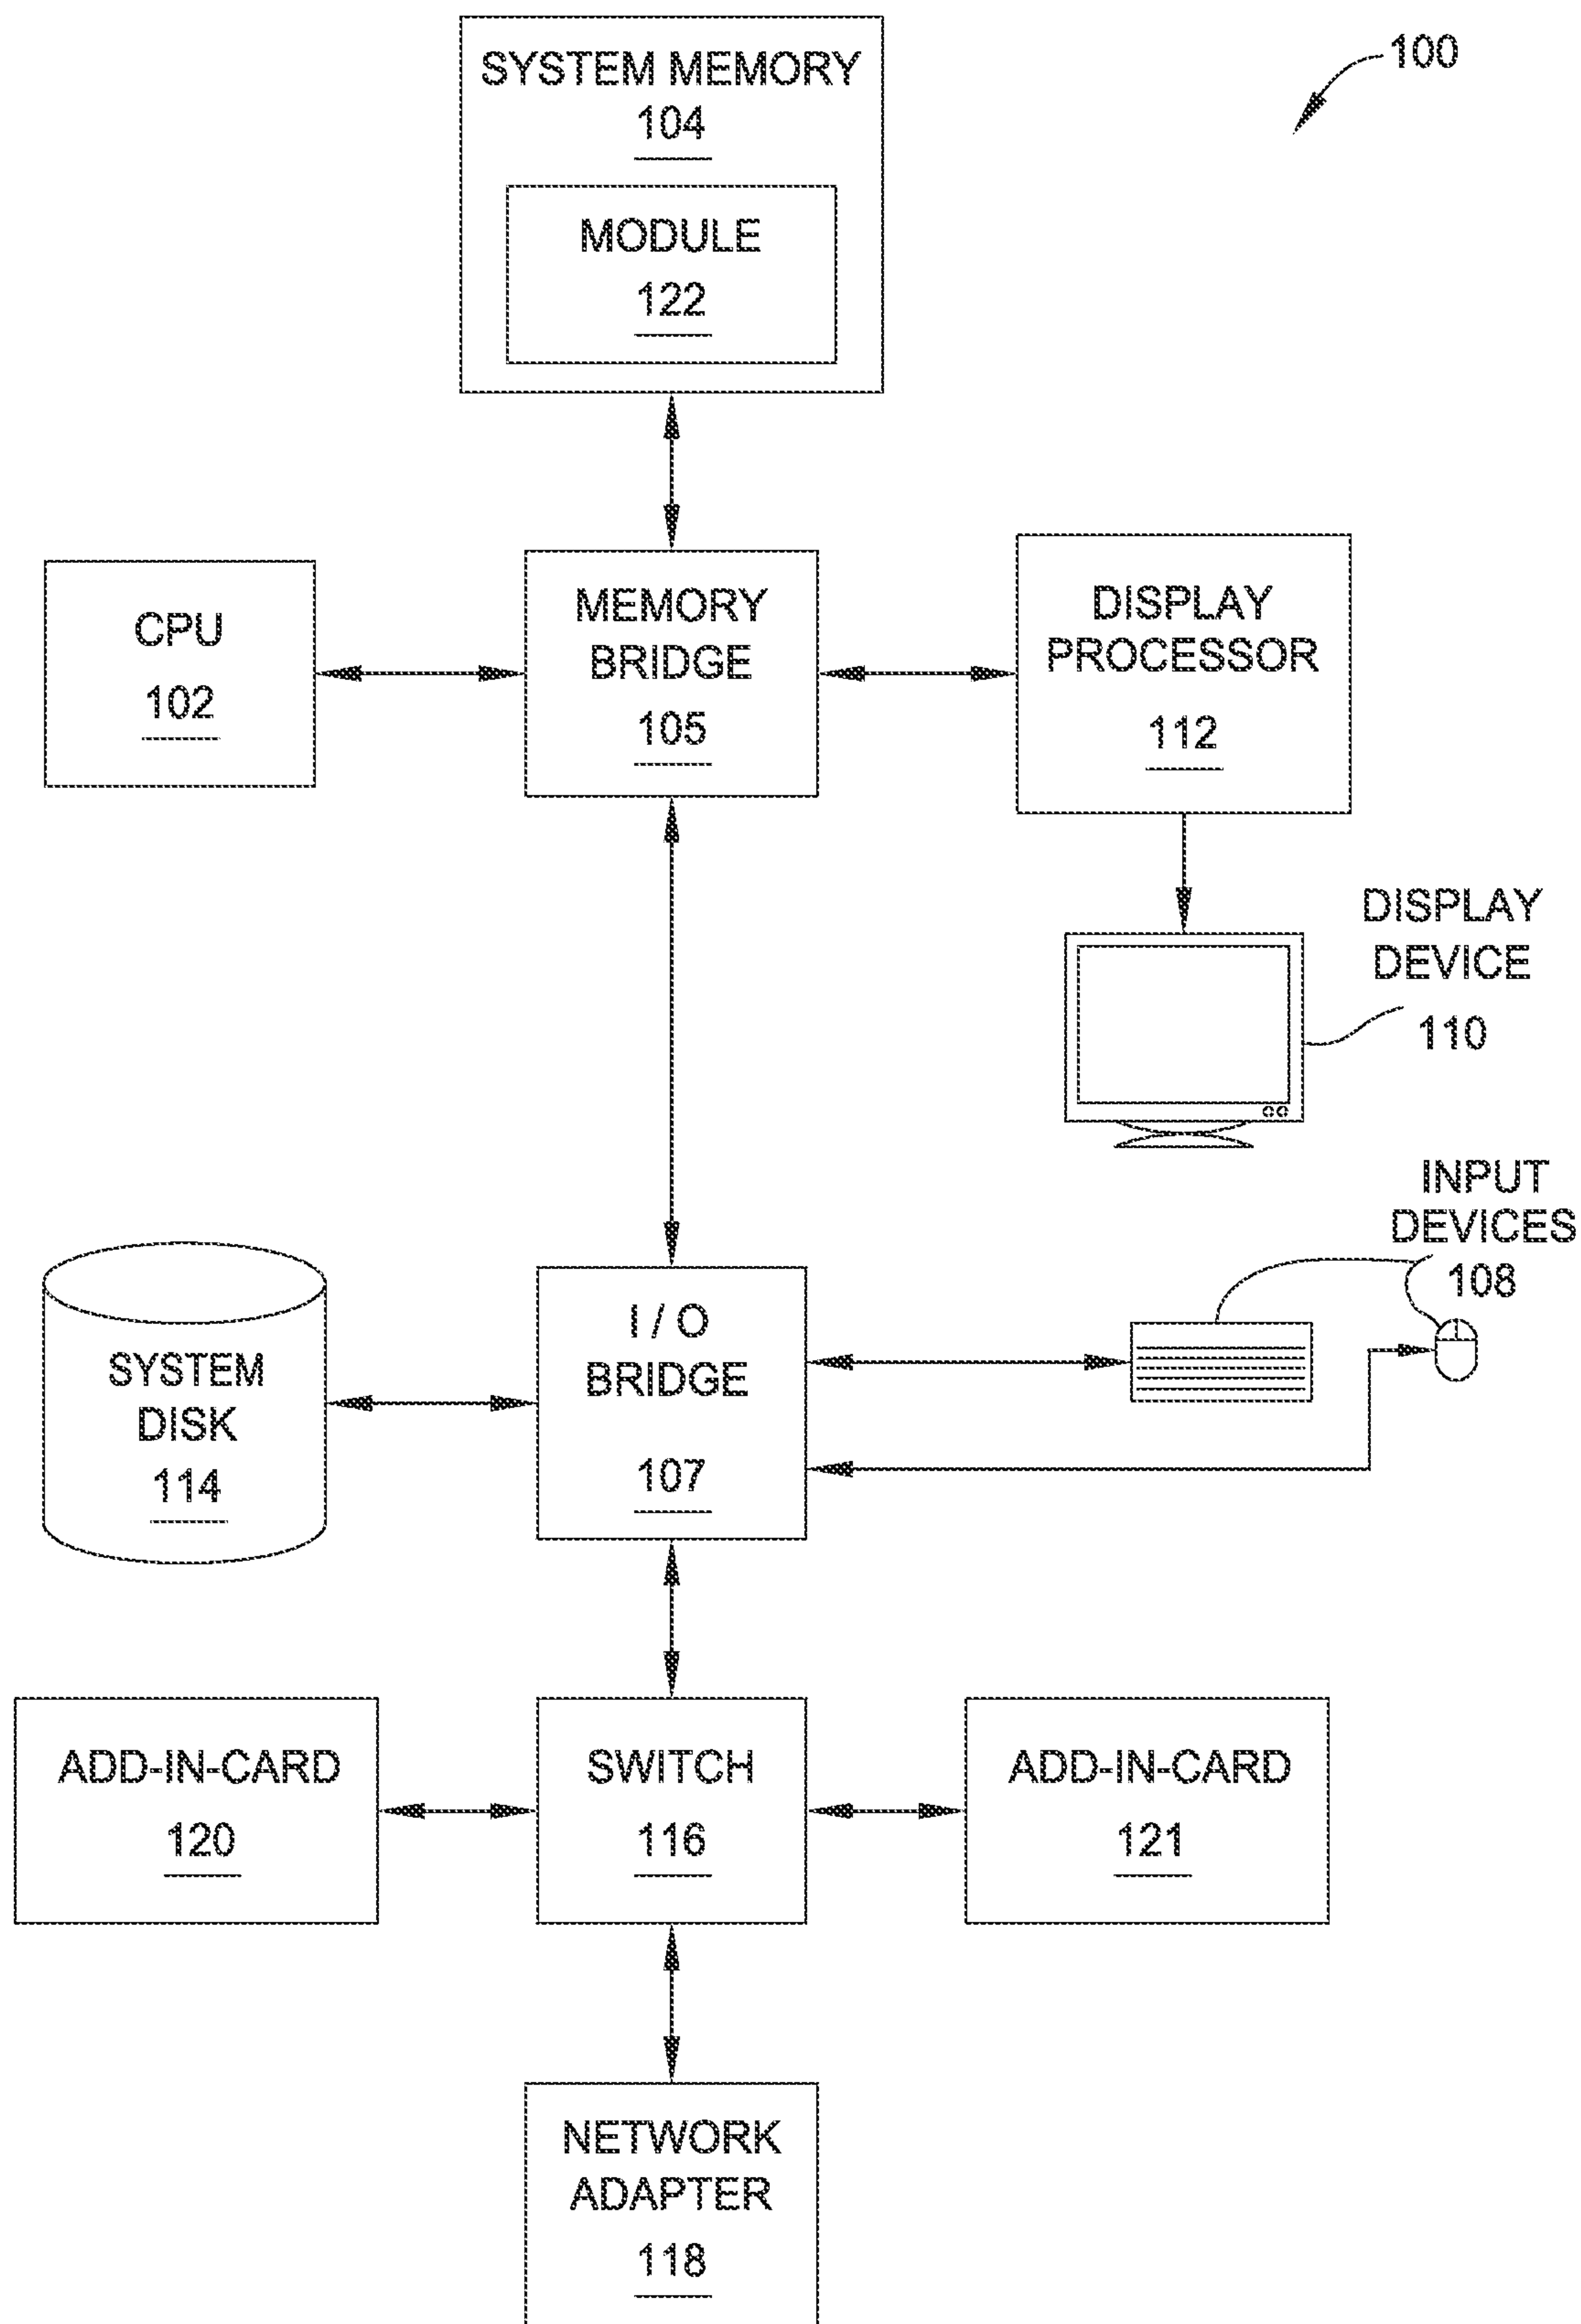 100
SYSTEM MEMORY
104
MODULE
122
CPU
102
MEMORY
BRIDGE
105
DISPLAY
PROCESSOR
112
DISPLAY
DEVICE
110
INPUT
DEVICES
108
SYSTEM
DISK
114
I / O
BRIDGE
107
ADD-IN-CARD
120
SWITCH
116
ADD-IN-CARD
121
NETWORK
ADAPTER
118